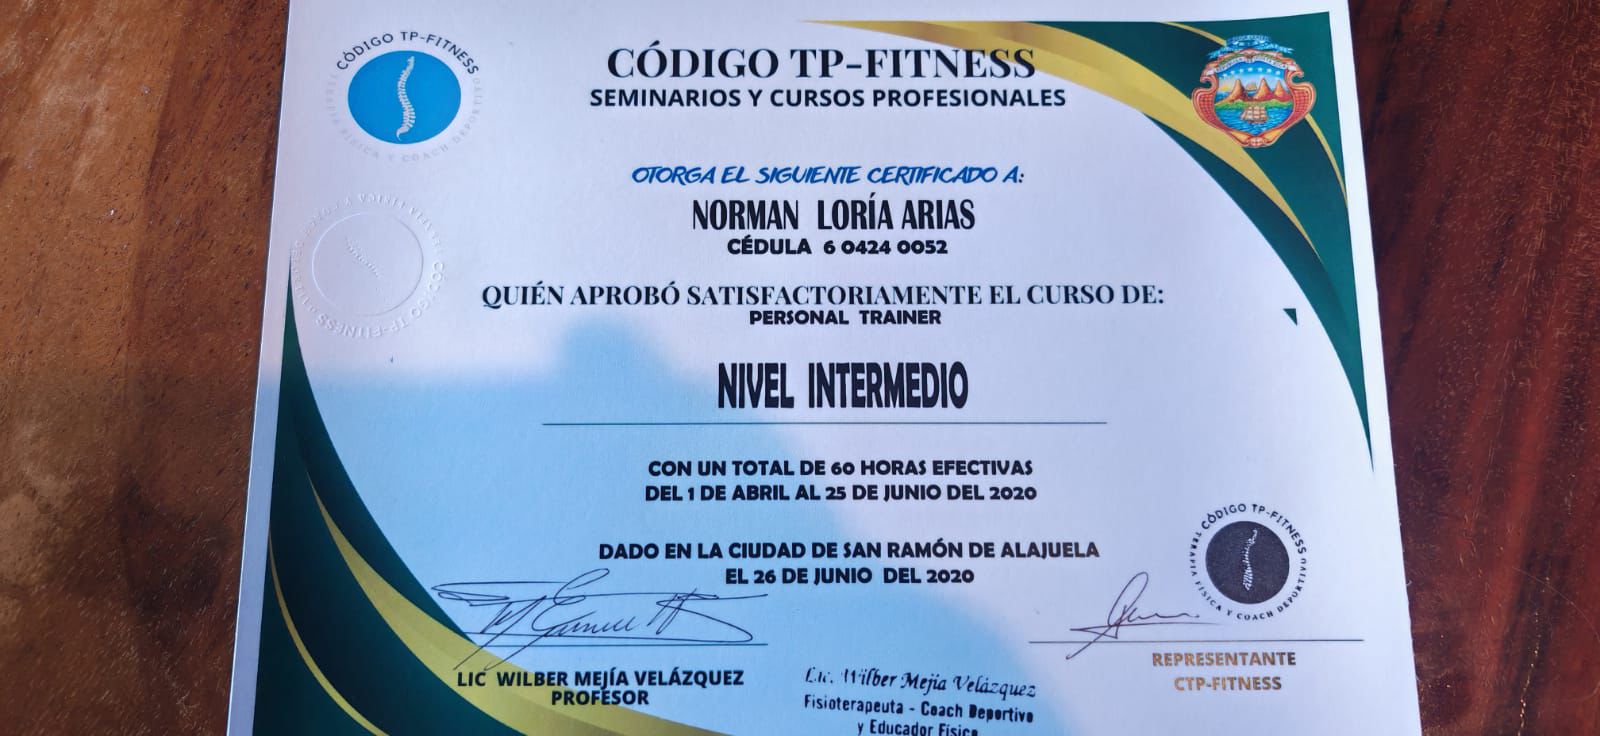 CÓDIGO TP-FITNESS
TERAPIA FISICA Y COACH DEPORTIVO
CÓDIGO TP-FITNESS
SEMINARIOS Y CURSOS PROFESIONALES
OTORGA EL SIGUIENTE CERTIFICADO A:
NORMAN LORÍA ARIAS
CÉDULA 6 0424 0052
QUIÉN APROBÓ SATISFACTORIAMENTE EL CURSO DE:
PERSONAL TRAINER
NIVEL INTERMEDIO
CON UN TOTAL DE 60 HORAS EFECTIVAS
DEL 1 DE ABRIL AL 25 DE JUNIO DEL 2020
DADO EN LA CIUDAD DE SAN RAMÓN DE ALAJUELA
EL 26 DE JUNIO DEL 2020
CÓDIGO TP-FITNESS
TERAPIA FISICA Y COACH DEPORTIVO
LIC WILBER MEJÍA VELÁZQUEZ
PROFESOR
Lic. Wilber Mejía Velázquez
Fisioterapeuta - Coach Deportivo
y Educador Físico
REPRESENTANTE
CTP-FITNESS